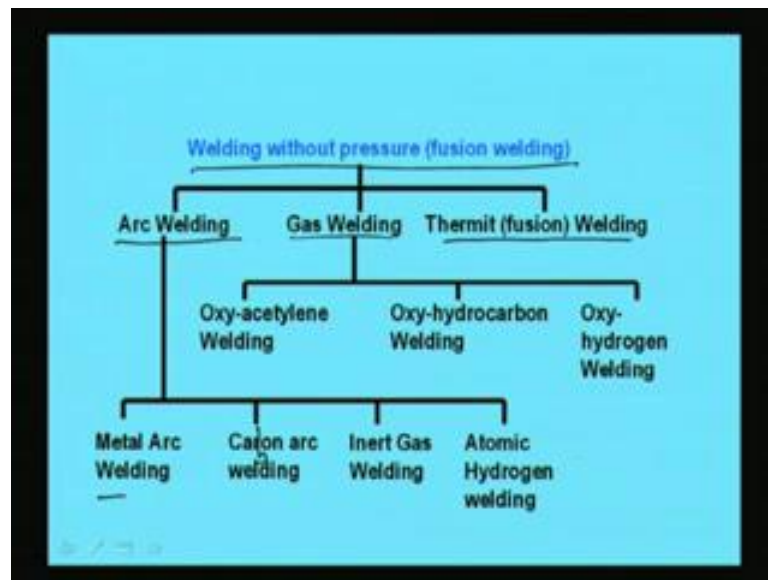 Welding without pressure (fusion welding)
Arc Welding
Gas Welding
Thermit (fusion) Welding
Oxy-acetylene
Welding
Oxy-hydrocarbon
Welding
Oxy-
hydrogen
Welding
Metal Arc
Welding
Caron arc
welding
Inert Gas
Welding
Atomic
Hydrogen
welding